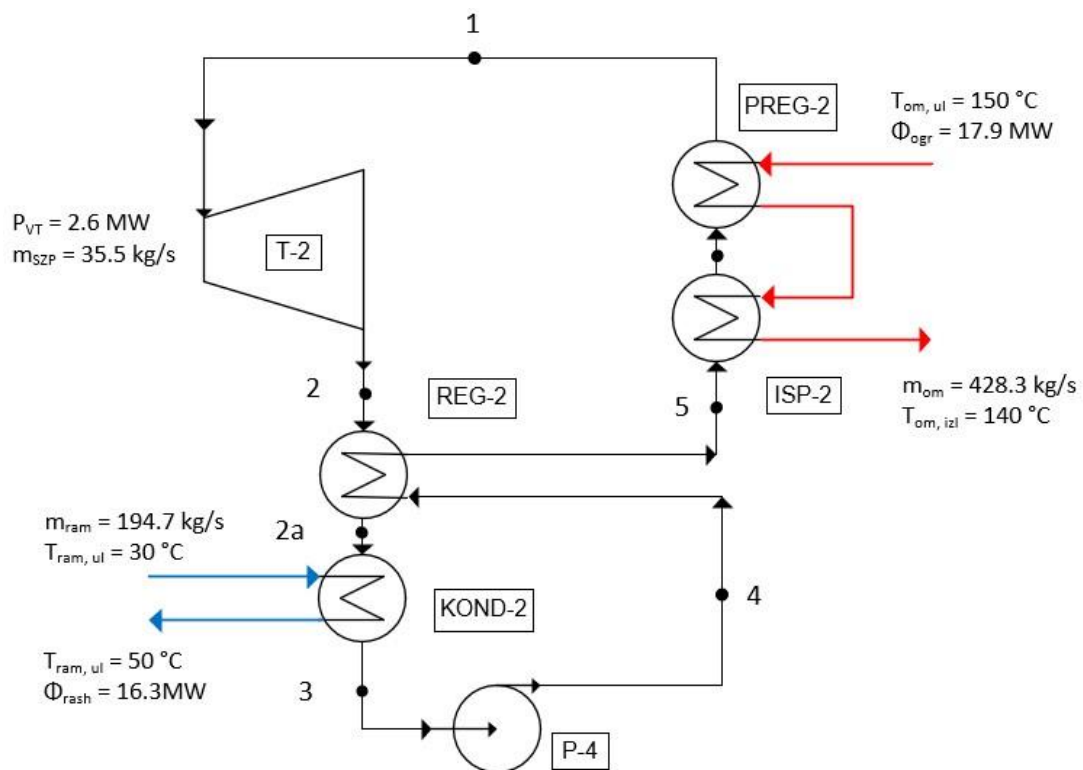 1
PREG-2
T_om, ul = 150 °C
Φ_ogr = 17.9 MW
P_VT = 2.6 MW
m_SZP = 35.5 kg/s
T-2
2
REG-2
5
ISP-2
m_om = 428.3 kg/s
T_om, izl = 140 °C
m_ram = 194.7 kg/s
T_ram, ul = 30 °C
2a
KOND-2
4
T_ram, ul = 50 °C
Φ_rash = 16.3MW
3
P-4